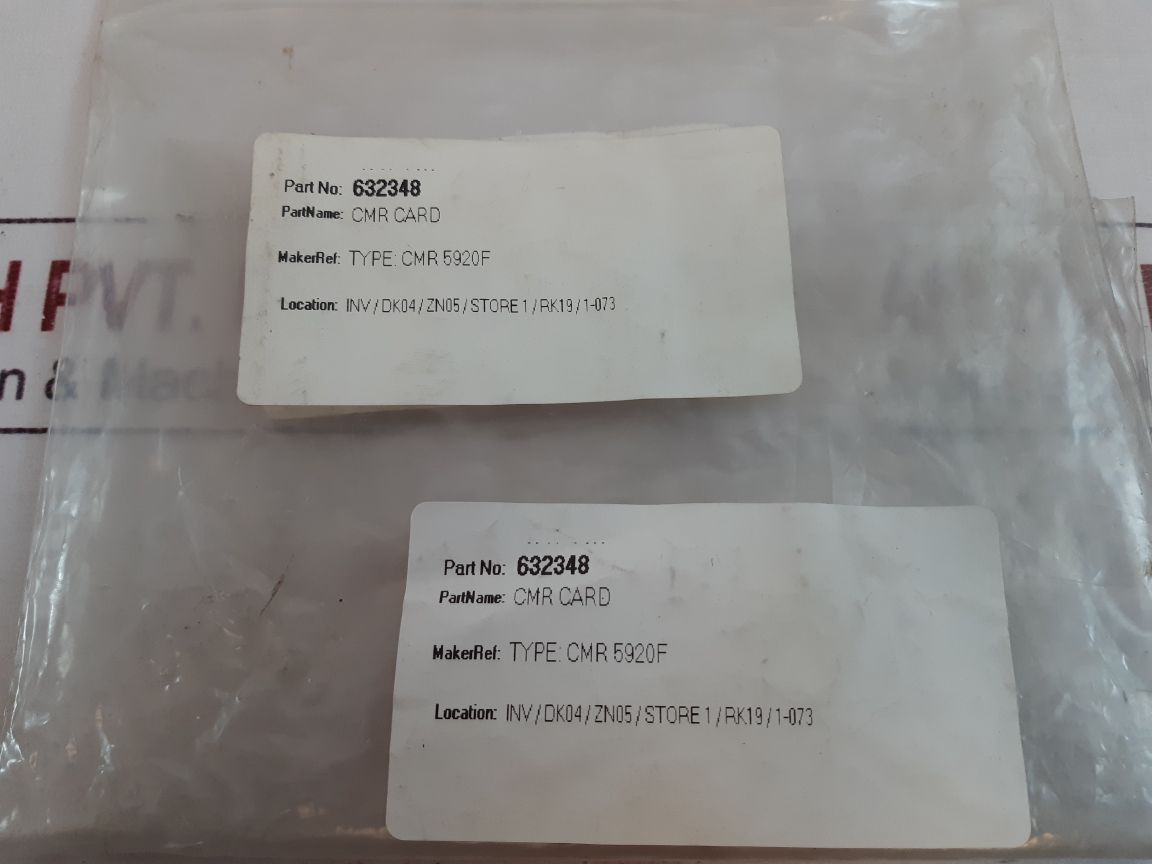 Part No: 632348
PartName: CMR CARD
MakerRef: TYPE: CMR 5920F
Location: INV / DK04 / ZN05 / STORE 1 / RK19 / 1-073
H PVT.
n & Mach
Part No: 632348
PartName: CMR CARD
MakerRef: TYPE: CMR 5920F
Location: INV / DK04 / ZN05 / STORE 1 / RK19 / 1-073